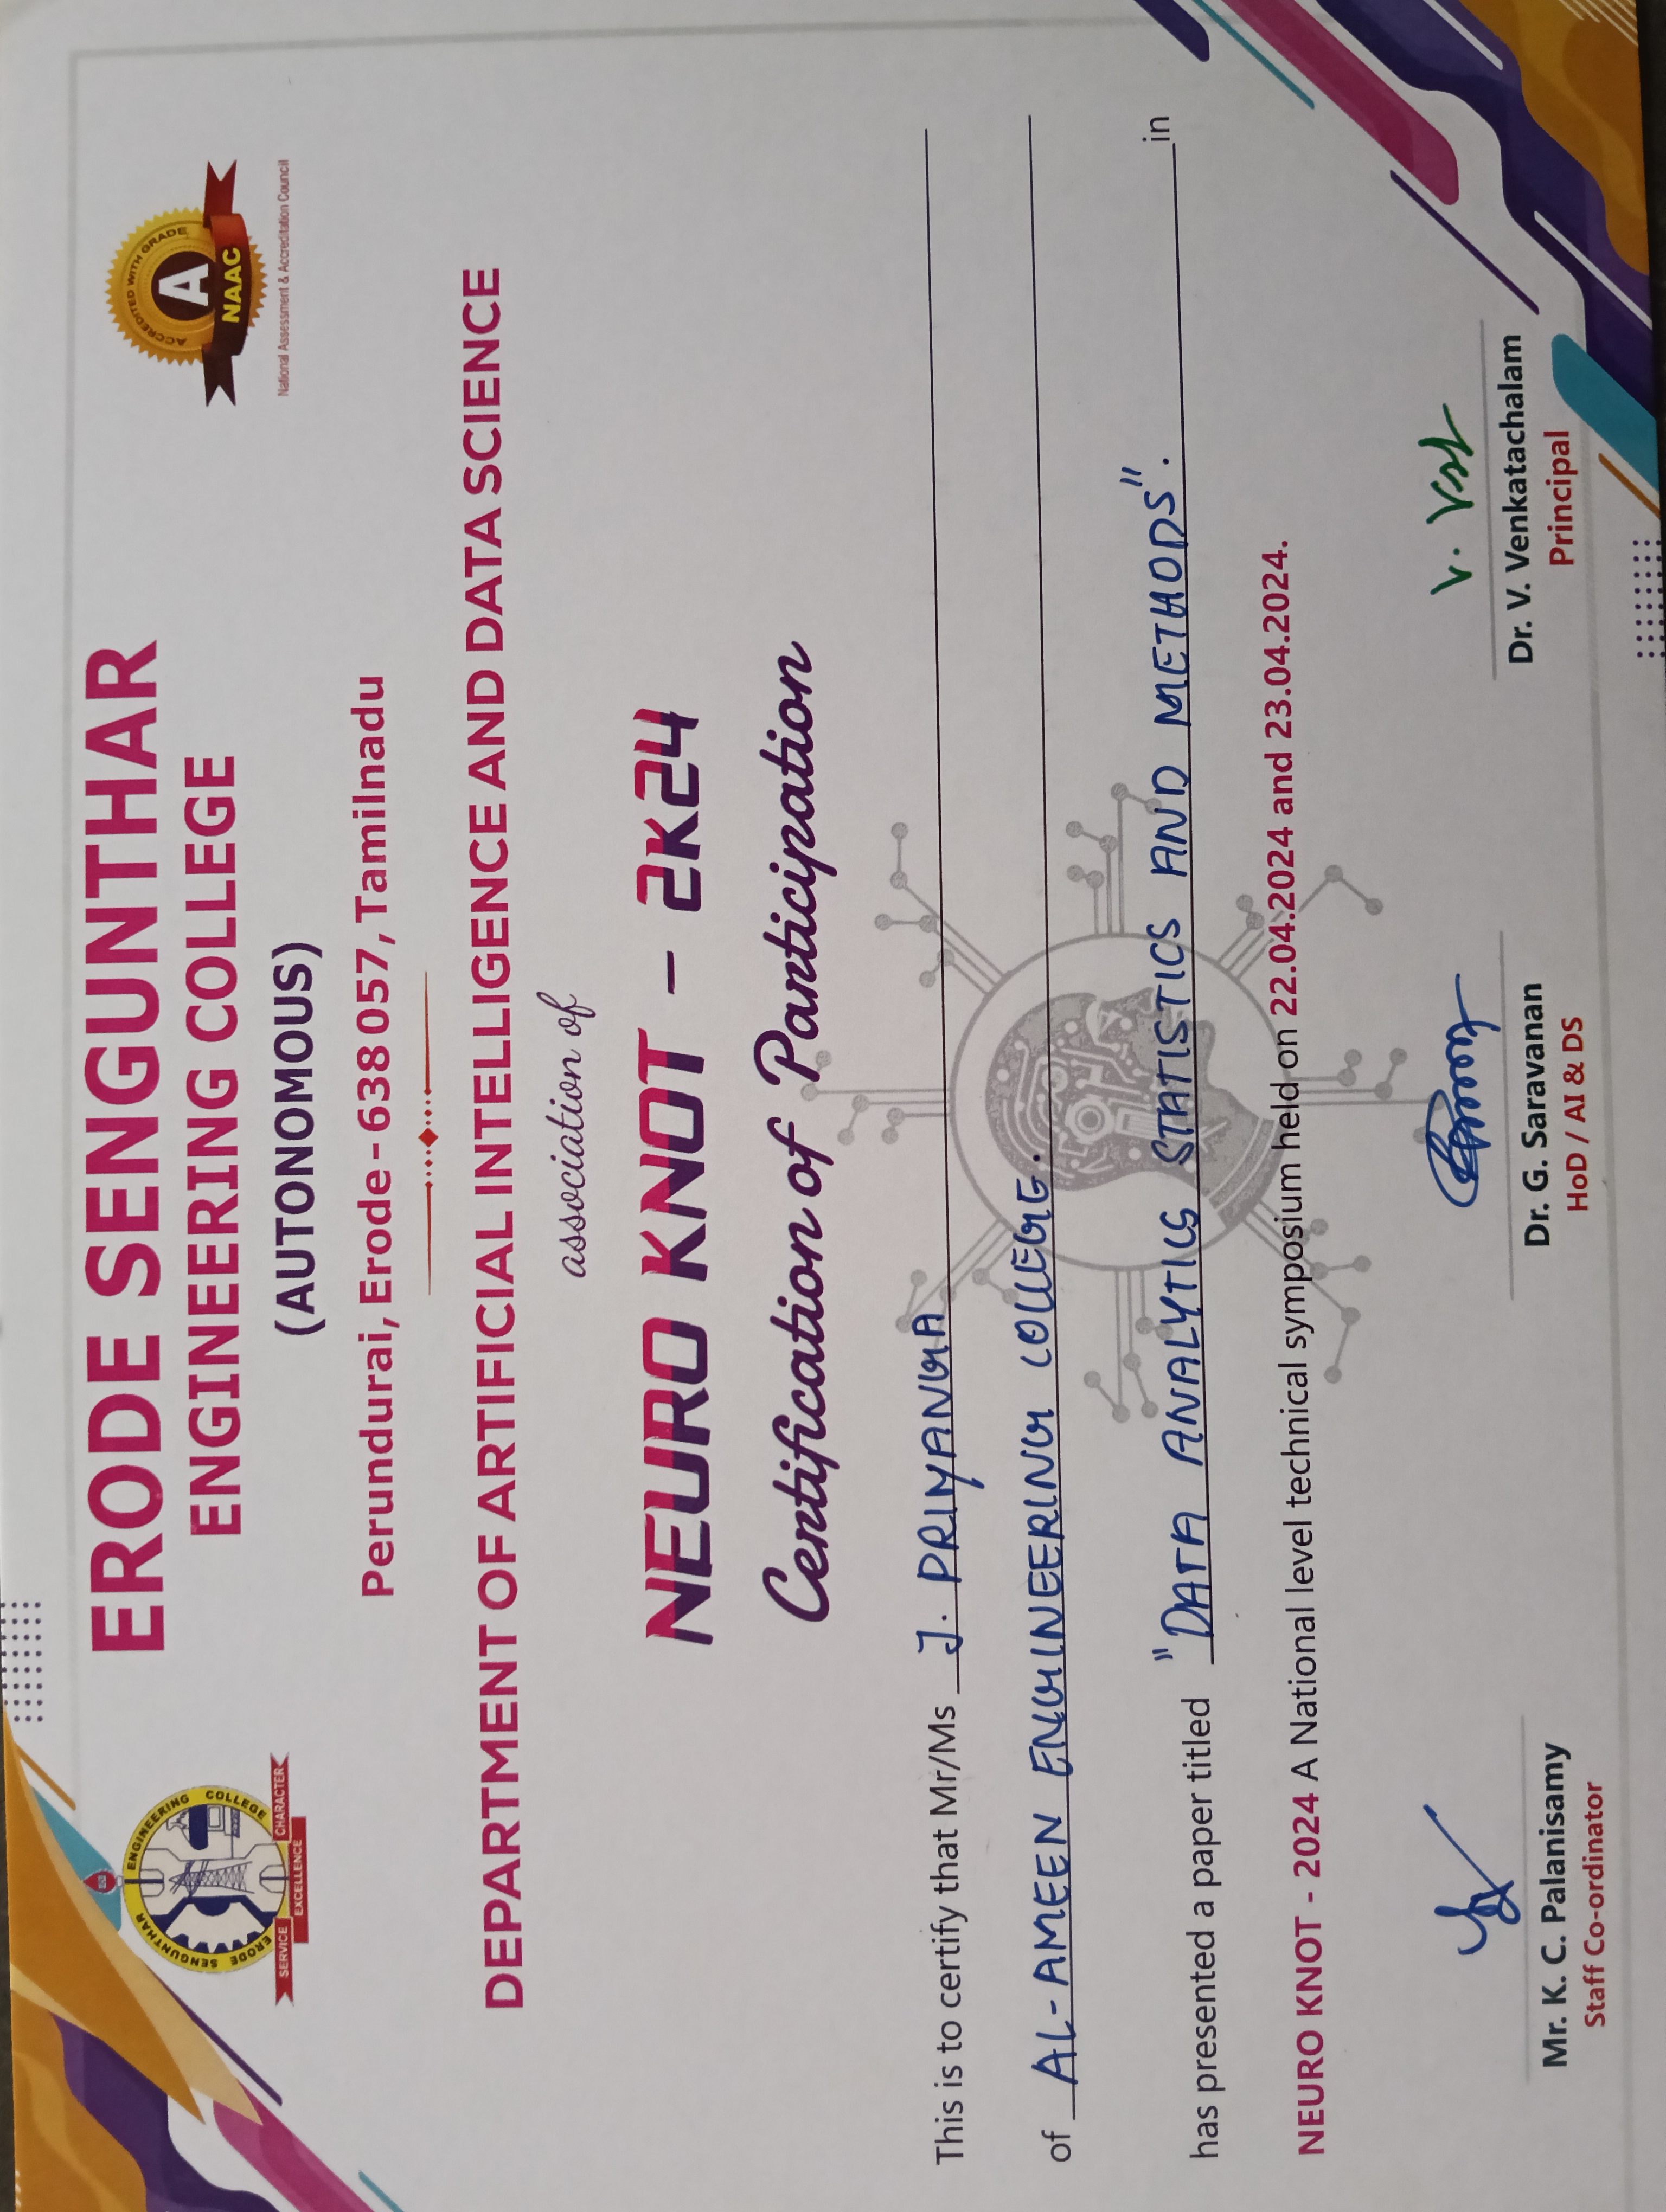 ERODE SENGUNTHAR
ENGINEERING COLLEGE
(AUTONOMOUS)
Perundurai, Erode - 638 057, Tamilnadu
ERODE SENGUNTHAR ENGINEERING COLLEGE
SERVICE EXCELLENCE CHARACTER
ACCREDITED WITH GRADE
A
NAAC
National Assessment & Accreditation Council
DEPARTMENT OF ARTIFICIAL INTELLIGENCE AND DATA SCIENCE
association of
NEURO KNOT - 2K24
Certification of Participation
This is to certify that Mr/Ms J. PRIYANGA
of AL-AMEEN ENGINEERING COLLEGE.
has presented a paper titled "DATA ANALYTICS STATISTICS AND METHODS". in
NEURO KNOT - 2024 A National level technical symposium held on 22.04.2024 and 23.04.2024.
V. Vsl
Mr. K. C. Palanisamy
Staff Co-ordinator
Dr. G. Saravanan
HoD / AI & DS
Dr. V. Venkatachalam
Principal